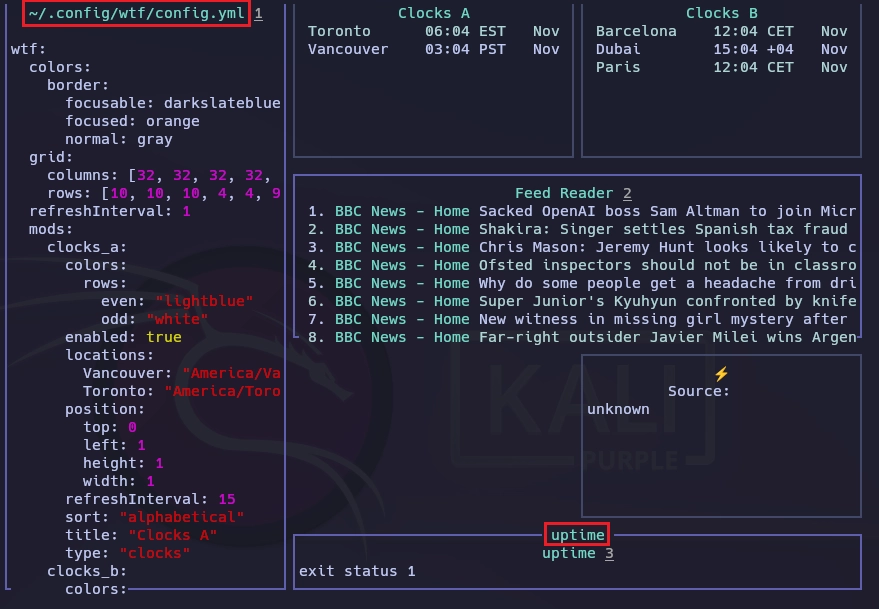 ~/.config/wtf/config.yml 1
wtf:
  colors:
    border:
      focusable: darkslateblue
      focused: orange
      normal: gray
  grid:
    columns: [32, 32, 32, 32,
    rows: [10, 10, 10, 4, 4, 9
  refreshInterval: 1
  mods:
    clocks_a:
      colors:
        rows:
          even: "lightblue"
          odd: "white"
      enabled: true
      locations:
        Vancouver: "America/Va
        Toronto: "America/Toro
      position:
        top: 0
        left: 1
        height: 1
        width: 1
      refreshInterval: 15
      sort: "alphabetical"
      title: "Clocks A"
      type: "clocks"
    clocks_b:
      colors:
Clocks A
Toronto 06:04 EST Nov
Vancouver 03:04 PST Nov
Clocks B
Barcelona 12:04 CET Nov
Dubai 15:04 +04 Nov
Paris 12:04 CET Nov
Feed Reader 2
1. BBC News - Home Sacked OpenAI boss Sam Altman to join Micr
2. BBC News - Home Shakira: Singer settles Spanish tax fraud
3. BBC News - Home Chris Mason: Jeremy Hunt looks likely to c
4. BBC News - Home Ofsted inspectors should not be in classro
5. BBC News - Home Why do some people get a headache from dri
6. BBC News - Home Super Junior's Kyuhyun confronted by knife
7. BBC News - Home New witness in missing girl mystery after
8. BBC News - Home Far-right outsider Javier Milei wins Argen
⚡
Source:
unknown
KALI
PURPLE
uptime
uptime 3
exit status 1